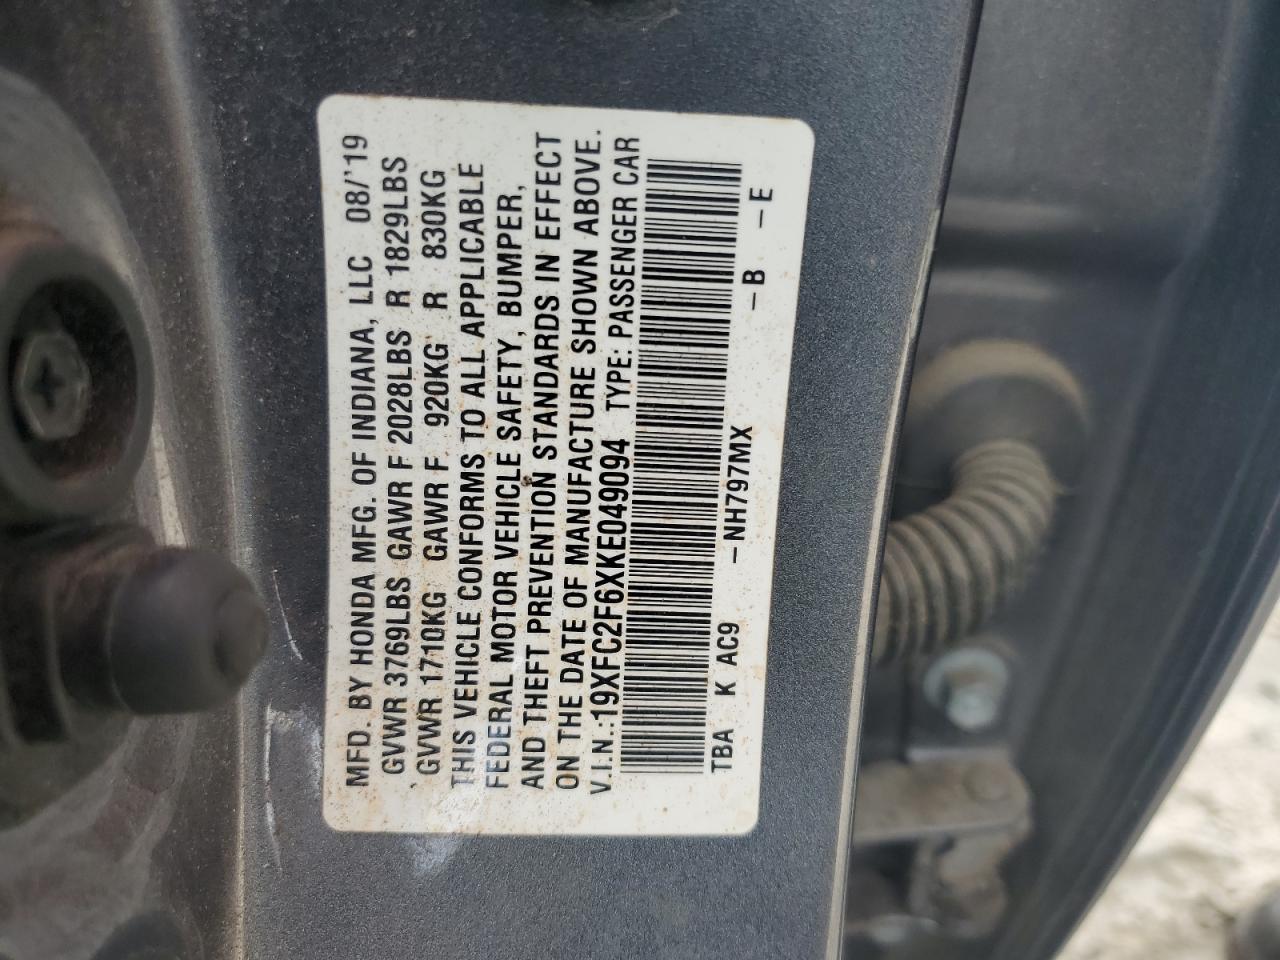 MFD. BY HONDA MFG. OF INDIANA, LLC 08/'19
GVWR 3769LBS GAWR F 2028LBS R 1829LBS
GVWR 1710KG GAWR F 920KG R 830KG
THIS VEHICLE CONFORMS TO ALL APPLICABLE
FEDERAL MOTOR VEHICLE SAFETY, BUMPER,
AND THEFT PREVENTION STANDARDS IN EFFECT
ON THE DATE OF MANUFACTURE SHOWN ABOVE.
V.I.N.:19XFC2F6XKE049094 TYPE: PASSENGER CAR
TBA K AC9 -NH797MX -B -E